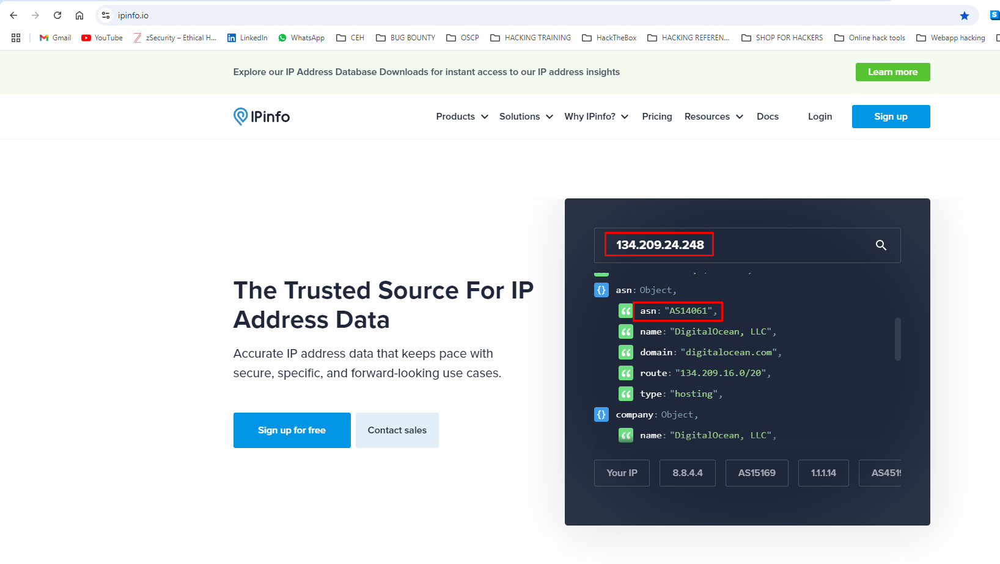 ipinfo.io
Gmail YouTube zSecurity – Ethical H... LinkedIn WhatsApp CEH BUG BOUNTY OSCP HACKING TRAINING HackTheBox HACKING REFEREN... SHOP FOR HACKERS Online hack tools Webapp hacking
Explore our IP Address Database Downloads for instant access to our IP address insights Learn more
IPinfo Products Solutions Why IPinfo? Pricing Resources Docs Login Sign up
134.209.24.248
asn: Object,
asn: "AS14061",
name: "DigitalOcean, LLC",
domain: "digitalocean.com",
route: "134.209.16.0/20",
type: "hosting",
company: Object,
name: "DigitalOcean, LLC",
Your IP 8.8.4.4 AS15169 1.1.1.14 AS4519
The Trusted Source For IP
Address Data
Accurate IP address data that keeps pace with
secure, specific, and forward-looking use cases.
Sign up for free Contact sales